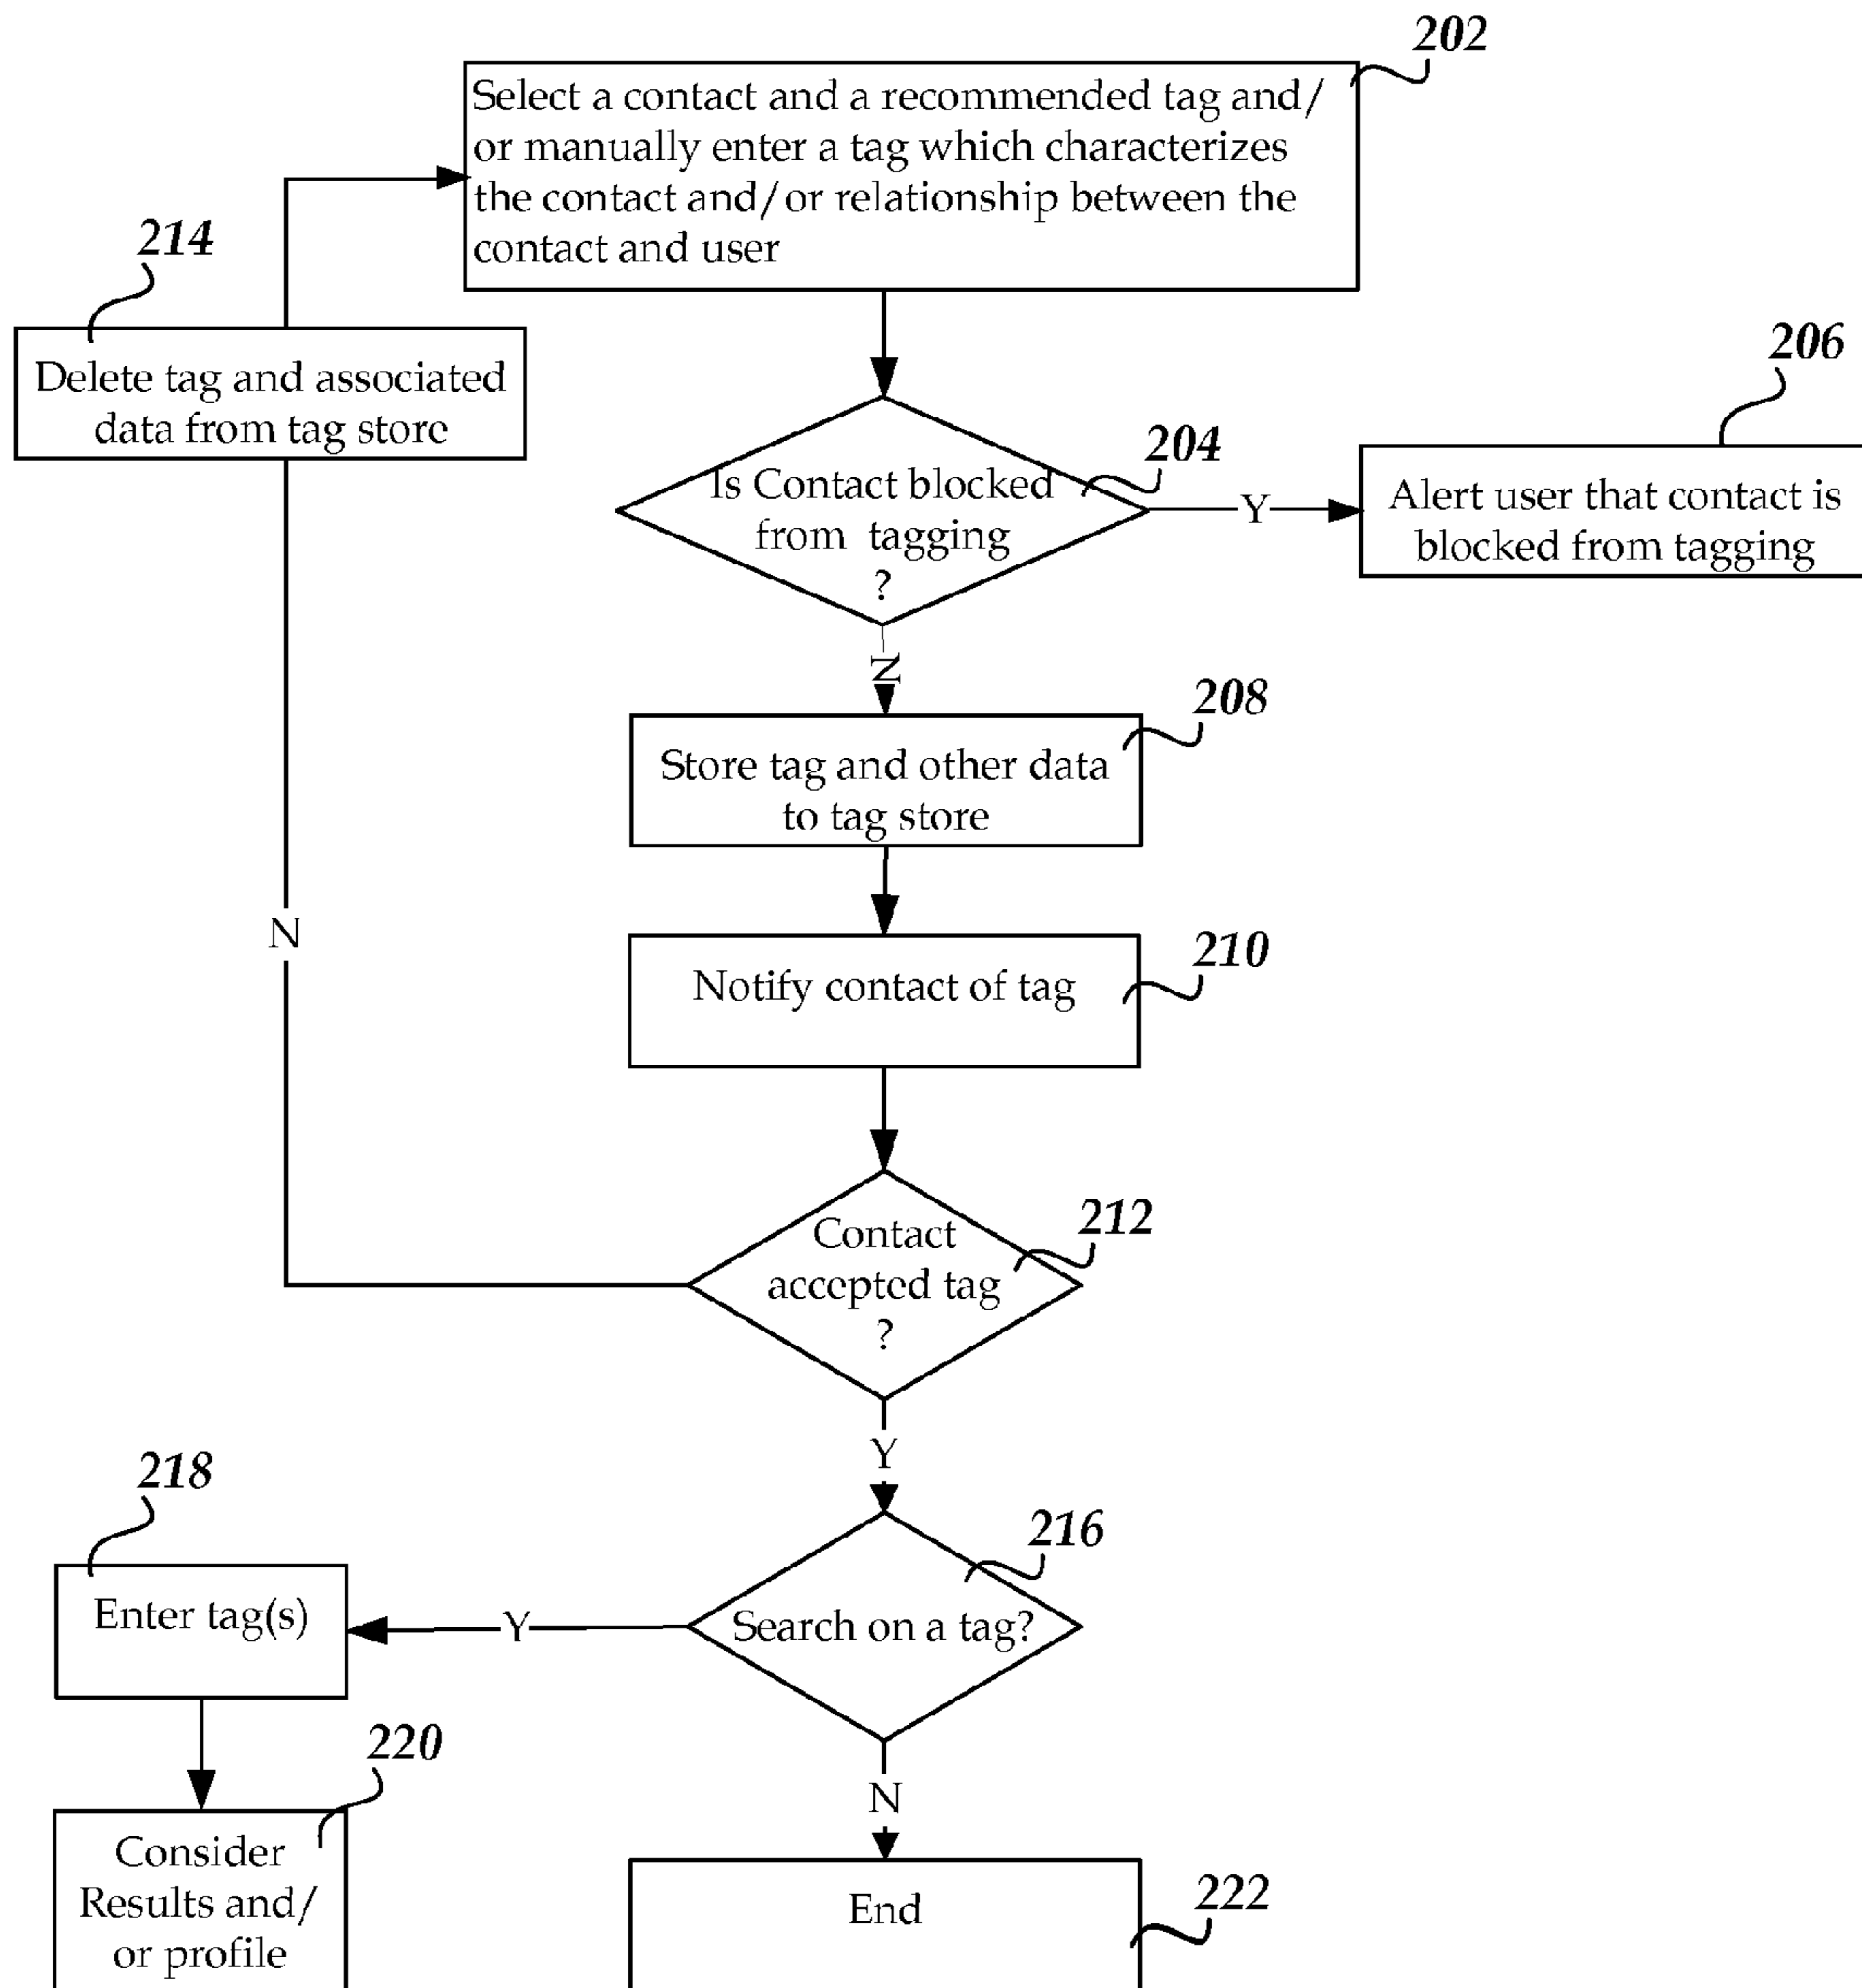 202
Select a contact and a recommended tag and/
or manually enter a tag which characterizes
the contact and/or relationship between the
contact and user
214
Delete tag and associated
data from tag store
206
Alert user that contact is
blocked from tagging
204
Is Contact blocked
from tagging
?
Y
N
208
Store tag and other data
to tag store
N
210
Notify contact of tag
212
Contact
accepted tag
?
Y
216
Search on a tag?
Y
218
Enter tag(s)
220
Consider
Results and/
or profile
N
222
End